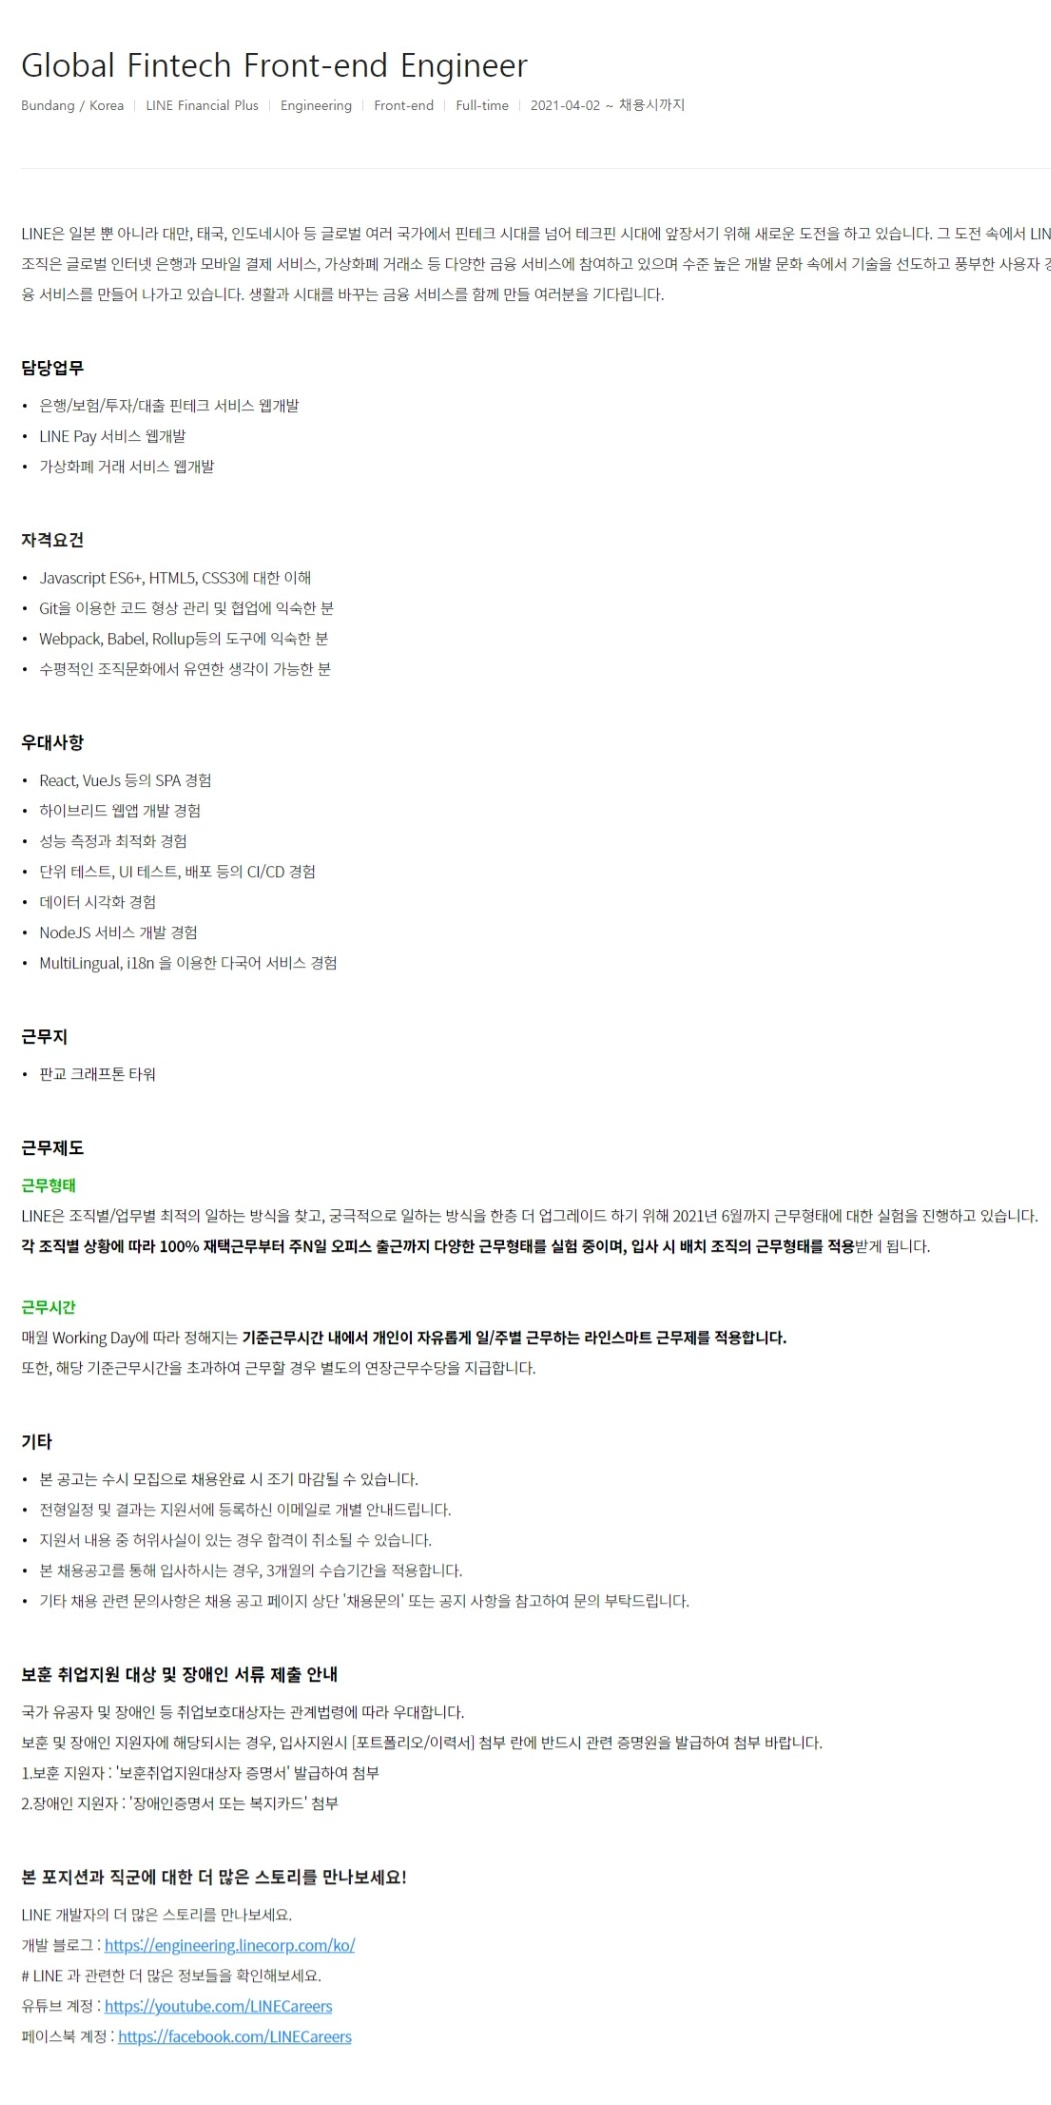 Global Fintech Front-end Engineer
Bundang / Korea | LINE Financial Plus | Engineering | Front-end | Full-time | 2021-04-02 ~ 채용시까지
LINE은 일본 뿐 아니라 대만, 태국, 인도네시아 등 글로벌 여러 국가에서 핀테크 시대를 넘어 테크핀 시대에 앞장서기 위해 새로운 도전을 하고 있습니다. 그 도전 속에서 LIN
조직은 글로벌 인터넷 은행과 모바일 결제 서비스, 가상화폐 거래소 등 다양한 금융 서비스에 참여하고 있으며 수준 높은 개발 문화 속에서 기술을 선도하고 풍부한 사용자
융 서비스를 만들어 나가고 있습니다. 생활과 시대를 바꾸는 금융 서비스를 함께 만들 여러분을 기다립니다.
담당업무
• 은행/보험/투자/대출 핀테크 서비스 웹개발
• LINE Pay 서비스 웹개발
• 가상화폐 거래 서비스 웹개발
자격요건
• Javascript ES6+, HTML5, CSS3에 대한 이해
• Git을 이용한 코드 형상 관리 및 협업에 익숙한 분
• Webpack, Babel, Rollup등의 도구에 익숙한 분
• 수평적인 조직문화에서 유연한 생각이 가능한 분
우대사항
• React, VueJs 등의 SPA 경험
• 하이브리드 웹앱 개발 경험
• 성능 측정과 최적화 경험
• 단위 테스트, UI 테스트, 배포 등의 CI/CD 경험
• 데이터 시각화 경험
• NodeJS 서비스 개발 경험
• MultiLingual, i18n 을 이용한 다국어 서비스 경험
근무지
• 판교 크래프톤 타워
근무제도
근무형태
LINE은 조직별/업무별 최적의 일하는 방식을 찾고, 궁극적으로 일하는 방식을 한층 더 업그레이드 하기 위해 2021년 6월까지 근무형태에 대한 실험을 진행하고 있습니다.
각 조직별 상황에 따라 100% 재택근무부터 주N일 오피스 출근까지 다양한 근무형태를 실험 중이며, 입사 시 배치 조직의 근무형태를 적용받게 됩니다.
근무시간
매월 Working Day에 따라 정해지는 기준근무시간 내에서 개인이 자유롭게 일/주별 근무하는 라인스마트 근무제를 적용합니다.
또한, 해당 기준근무시간을 초과하여 근무할 경우 별도의 연장근무수당을 지급합니다.
기타
• 본 공고는 수시 모집으로 채용완료 시 조기 마감될 수 있습니다.
• 전형일정 및 결과는 지원서에 등록하신 이메일로 개별 안내드립니다.
• 지원서 내용 중 허위사실이 있는 경우 합격이 취소될 수 있습니다.
• 본 채용공고를 통해 입사하시는 경우, 3개월의 수습기간을 적용합니다.
• 기타 채용 관련 문의사항은 채용 공고 페이지 상단 '채용문의' 또는 공지 사항을 참고하여 문의 부탁드립니다.
보훈 취업지원 대상 및 장애인 서류 제출 안내
국가 유공자 및 장애인 등 취업보호대상자는 관계법령에 따라 우대합니다.
보훈 및 장애인 지원자에 해당되시는 경우, 입사지원시 [포트폴리오/이력서] 첨부 란에 반드시 관련 증명원을 발급하여 첨부 바랍니다.
1.보훈 지원자 : '보훈취업지원대상자 증명서' 발급하여 첨부
2.장애인 지원자 : '장애인증명서 또는 복지카드' 첨부
본 포지션과 직군에 대한 더 많은 스토리를 만나보세요!
LINE 개발자의 더 많은 스토리를 만나보세요.
개발 블로그 : https://engineering.linecorp.com/ko/
# LINE 과 관련한 더 많은 정보들을 확인해보세요.
유튜브 계정 : https://youtube.com/LINECareers
페이스북 계정 : https://facebook.com/LINECareers